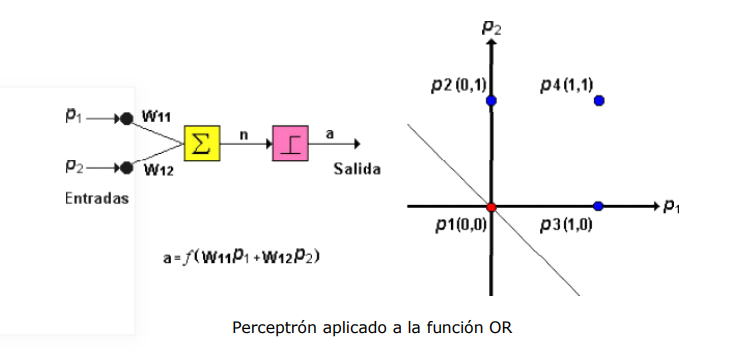 p1
W11
Σ
n
a
p2
W12
Entradas
Salida
a=f(W11p1+W12p2)
p2
p2(0,1)
p4(1,1)
p1
p1(0,0)
p3(1,0)
Perceptrón aplicado a la función OR